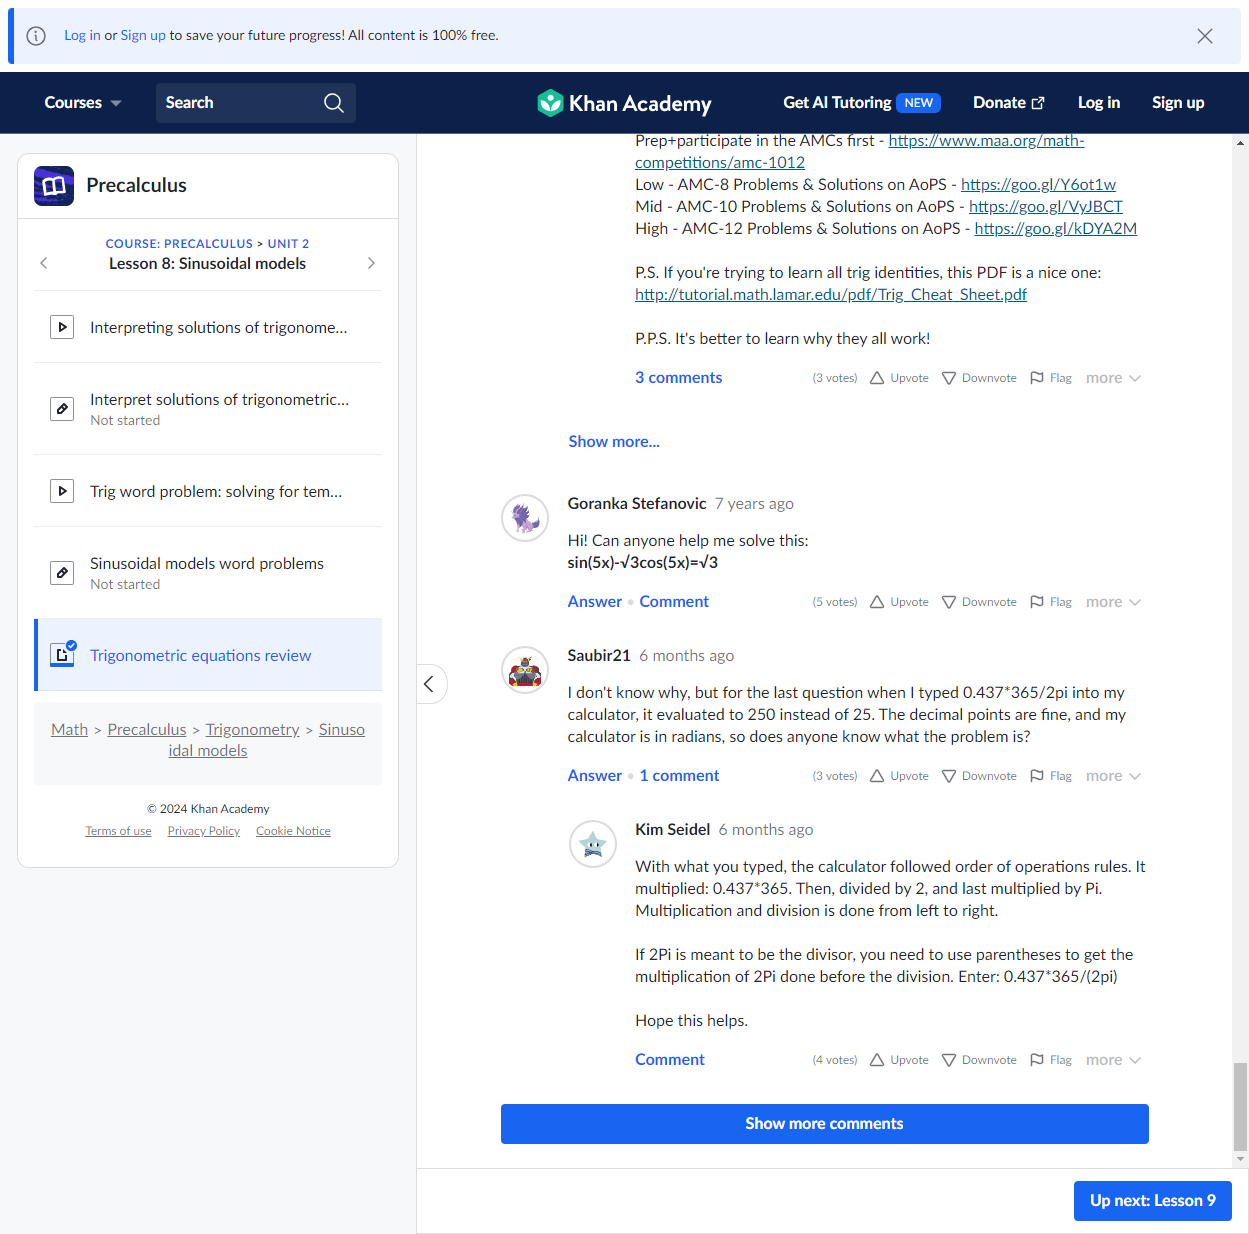 Log in or Sign up to save your future progress! All content is 100% free.
Courses
Search
Khan Academy
Get AI Tutoring NEW
Donate
Log in
Sign up
Precalculus
COURSE: PRECALCULUS > UNIT 2
Lesson 8: Sinusoidal models
Interpreting solutions of trigonome...
Interpret solutions of trigonometric...
Not started
Trig word problem: solving for tem...
Sinusoidal models word problems
Not started
Trigonometric equations review
Math > Precalculus > Trigonometry > Sinuso
idal models
© 2024 Khan Academy
Terms of use Privacy Policy Cookie Notice
Prep+participate in the AMCs first - https://www.maa.org/math-
competitions/amc-1012
Low - AMC-8 Problems & Solutions on AoPS - https://goo.gl/Y6ot1w
Mid - AMC-10 Problems & Solutions on AoPS - https://goo.gl/VyJBCT
High - AMC-12 Problems & Solutions on AoPS - https://goo.gl/kDYA2M
P.S. If you're trying to learn all trig identities, this PDF is a nice one:
http://tutorial.math.lamar.edu/pdf/Trig_Cheat_Sheet.pdf
P.P.S. It's better to learn why they all work!
3 comments (3 votes) Upvote Downvote Flag more
Show more...
Goranka Stefanovic 7 years ago
Hi! Can anyone help me solve this:
sin(5x)-√3cos(5x)=√3
Answer • Comment (5 votes) Upvote Downvote Flag more
Saubir21 6 months ago
I don't know why, but for the last question when I typed 0.437*365/2pi into my
calculator, it evaluated to 250 instead of 25. The decimal points are fine, and my
calculator is in radians, so does anyone know what the problem is?
Answer • 1 comment (3 votes) Upvote Downvote Flag more
Kim Seidel 6 months ago
With what you typed, the calculator followed order of operations rules. It
multiplied: 0.437*365. Then, divided by 2, and last multiplied by Pi.
Multiplication and division is done from left to right.
If 2Pi is meant to be the divisor, you need to use parentheses to get the
multiplication of 2Pi done before the division. Enter: 0.437*365/(2pi)
Hope this helps.
Comment (4 votes) Upvote Downvote Flag more
Show more comments
Up next: Lesson 9